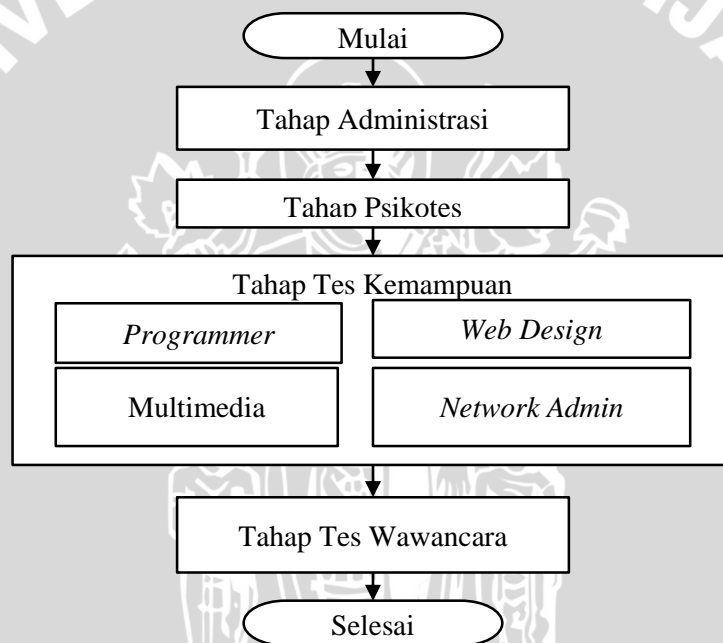 Mulai
Tahap Administrasi
Tahap Psikotes
Tahap Tes Kemampuan
Programmer
Web Design
Multimedia
Network Admin
Tahap Tes Wawancara
Selesai